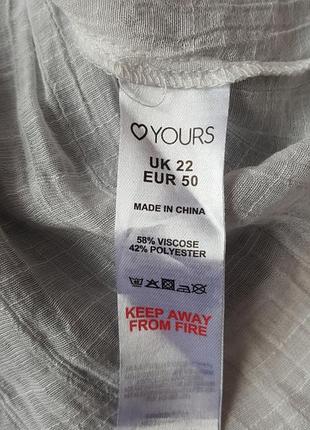 ♡ YOURS
UK 22
EUR 50
MADE IN CHINA
58% VISCOSE
42% POLYESTER
KEEP AWAY
FROM FIRE